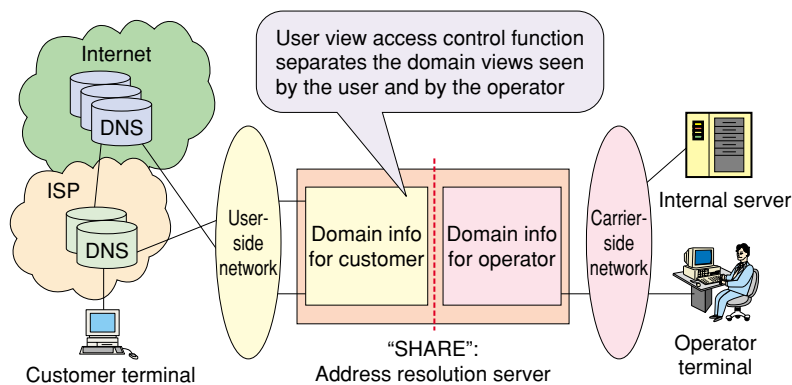 User view access control function
separates the domain views seen
by the user and by the operator
Internet
DNS
ISP
DNS
User-
side
network
Domain info
for customer
Domain info
for operator
Carrier-
side
network
Internal server
Customer terminal
“SHARE”:
Address resolution server
Operator
terminal